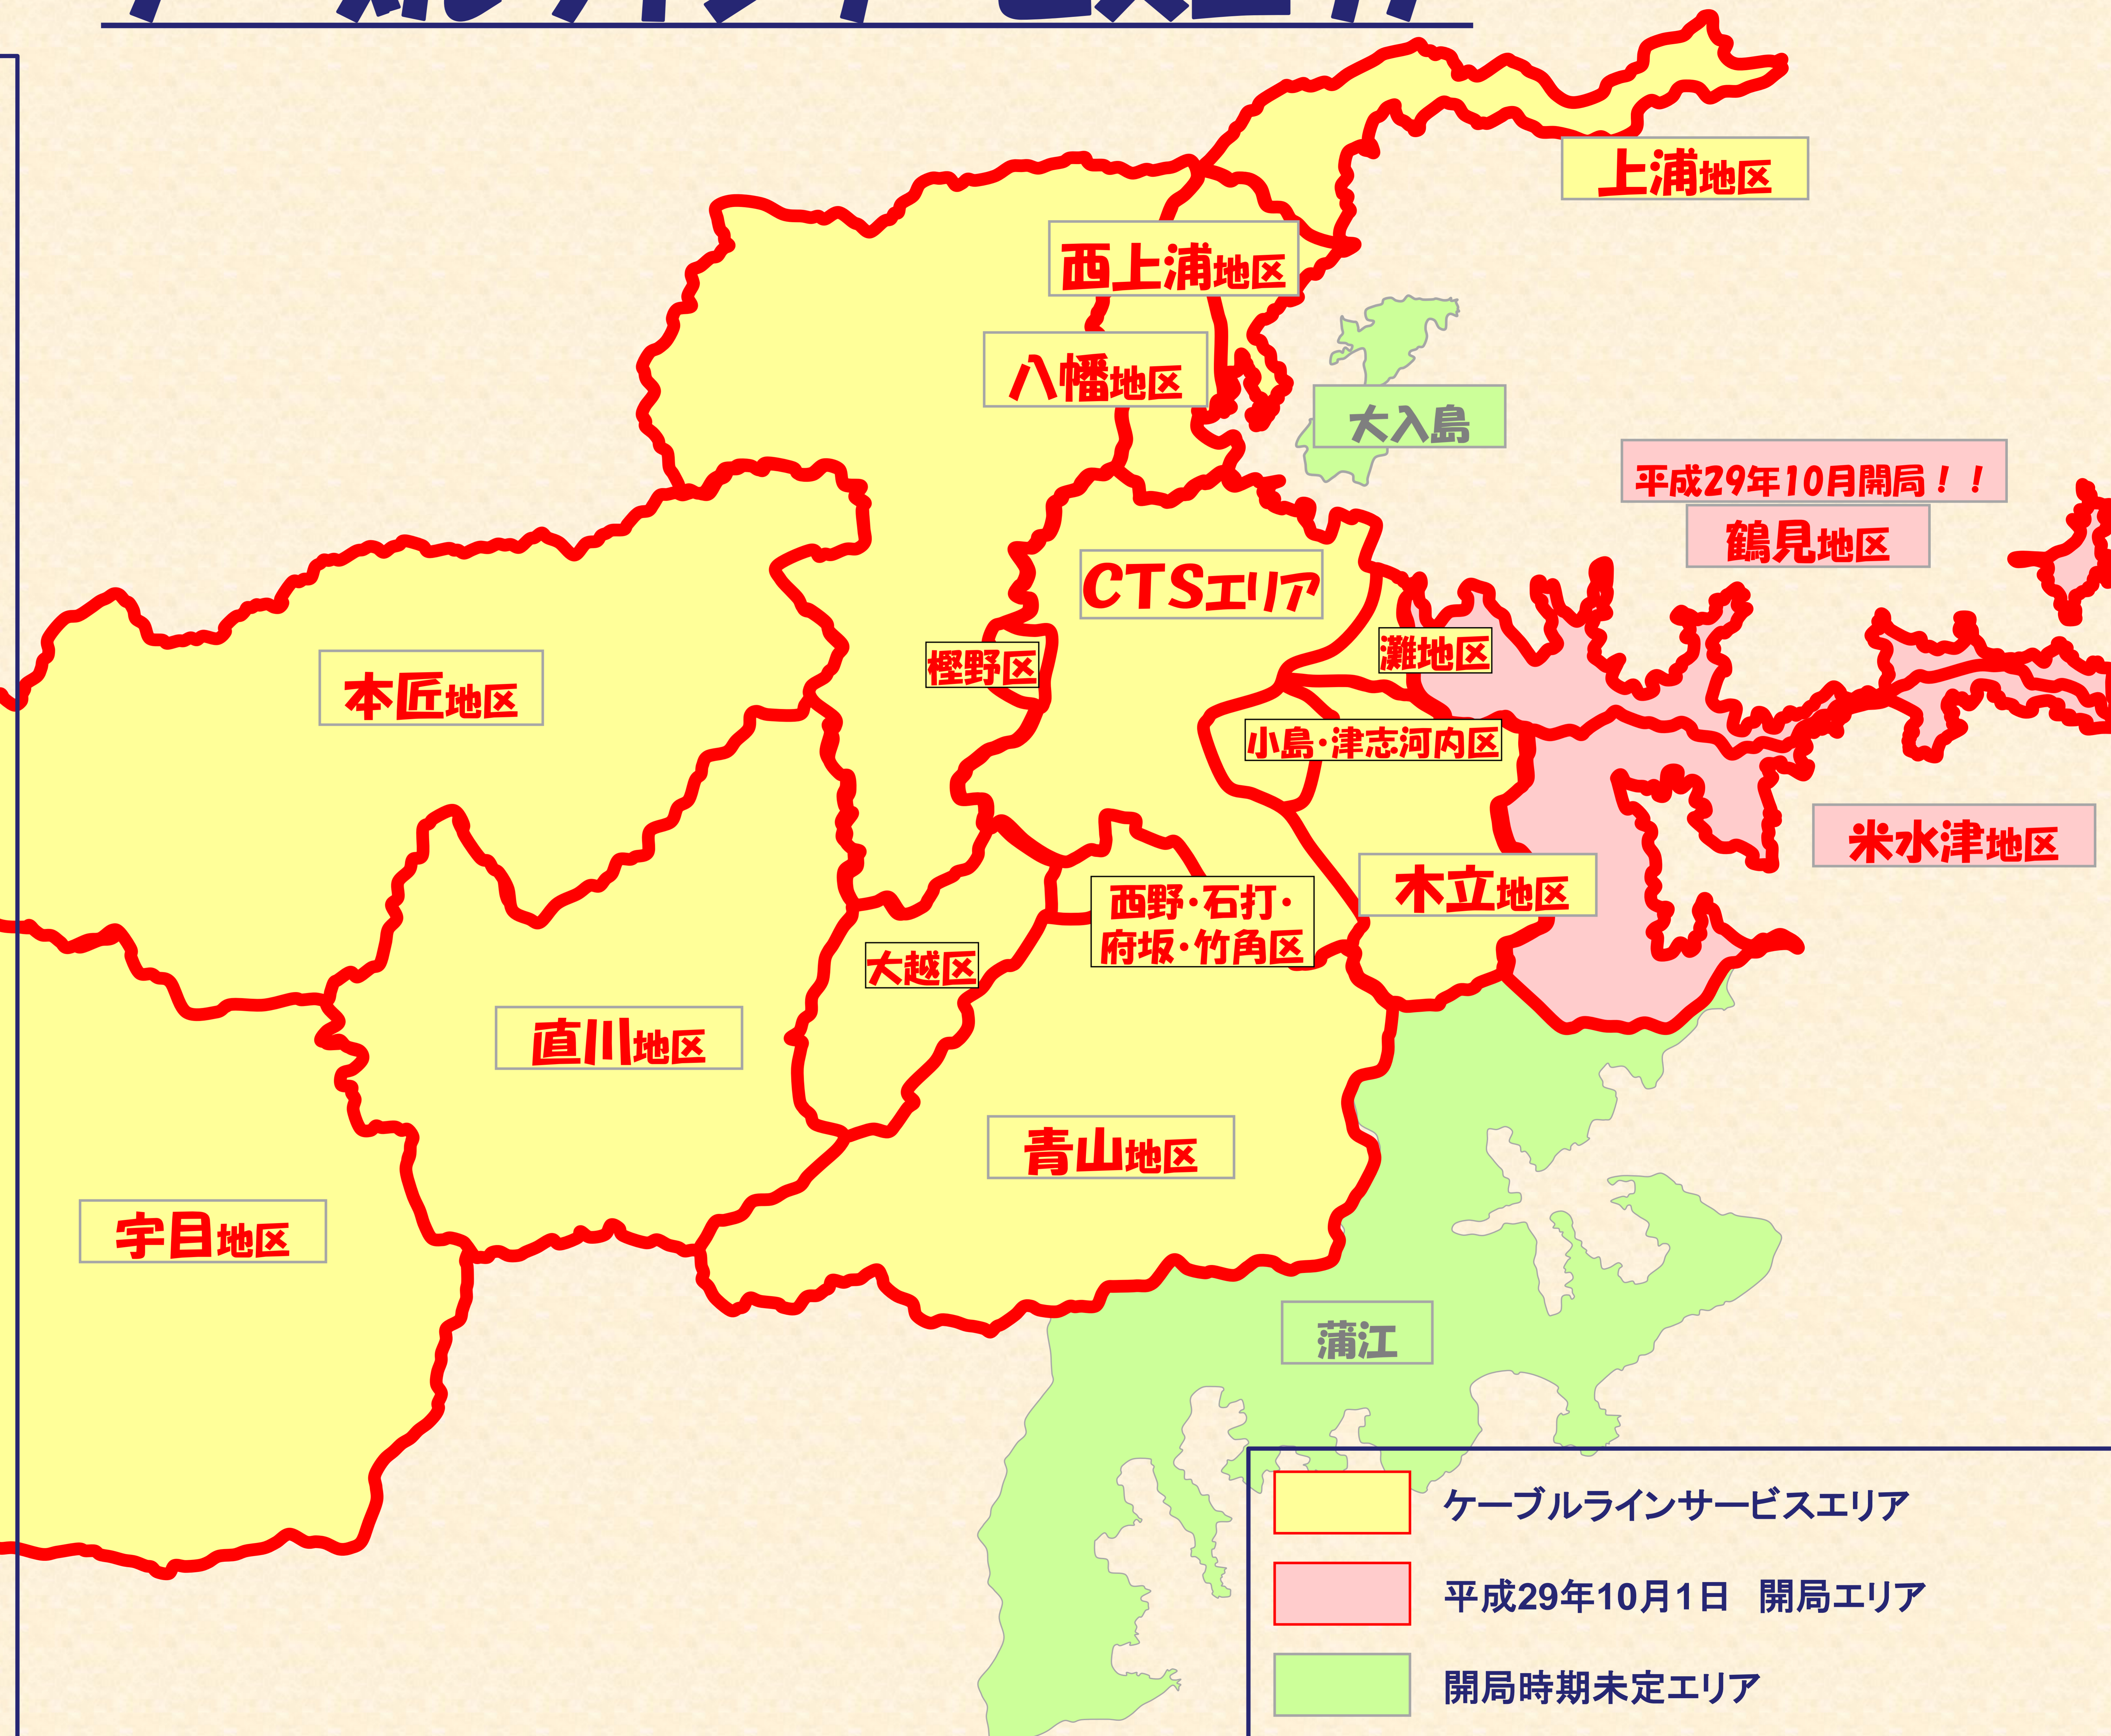 上浦地区
西上浦地区
八幡地区
大入島
平成29年10月開局！！
鶴見地区
CTSエリア
灘地区
樫野区
本匠地区
小島・津志河内区
米水津地区
木立地区
西野・石打・
府坂・竹角区
大越区
直川地区
青山地区
宇目地区
蒲江
ケーブルラインサービスエリア
平成29年10月1日　開局エリア
開局時期未定エリア